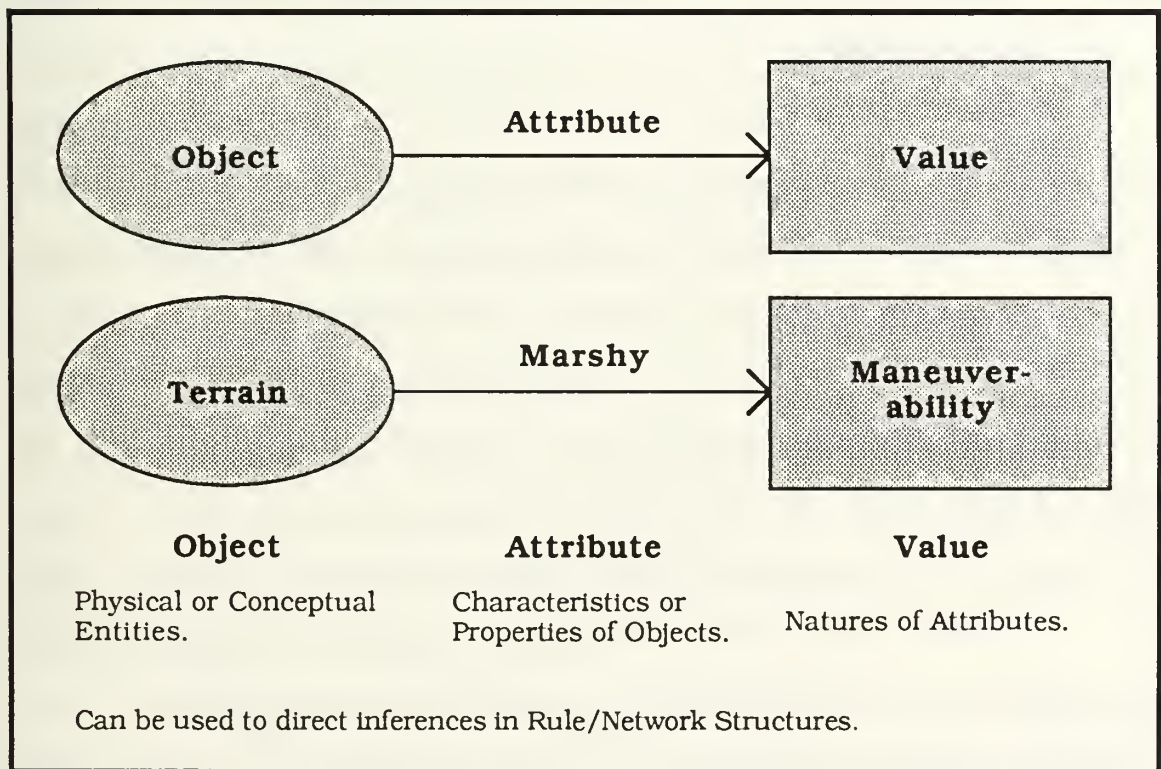 Attribute
Object
Value
Marshy
Terrain
Maneuver-
ability
Object
Attribute
Value
Physical or Conceptual
Entities.
Characteristics or
Properties of Objects.
Natures of Attributes.
Can be used to direct inferences in Rule/Network Structures.